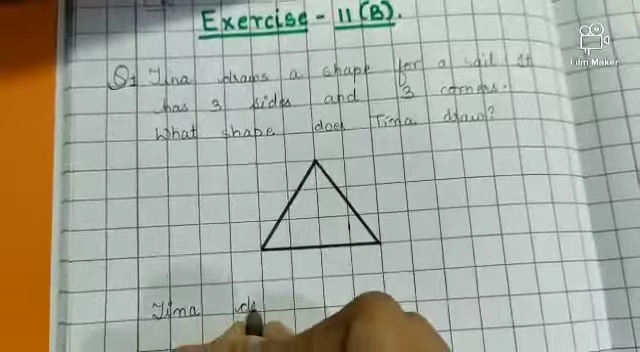 Exercise - 11(B).
Film Maker
Q1 Tina draws a shape for a sail it
has 3 sides and 3 corners.
What shape does Tina draw?
Tina d